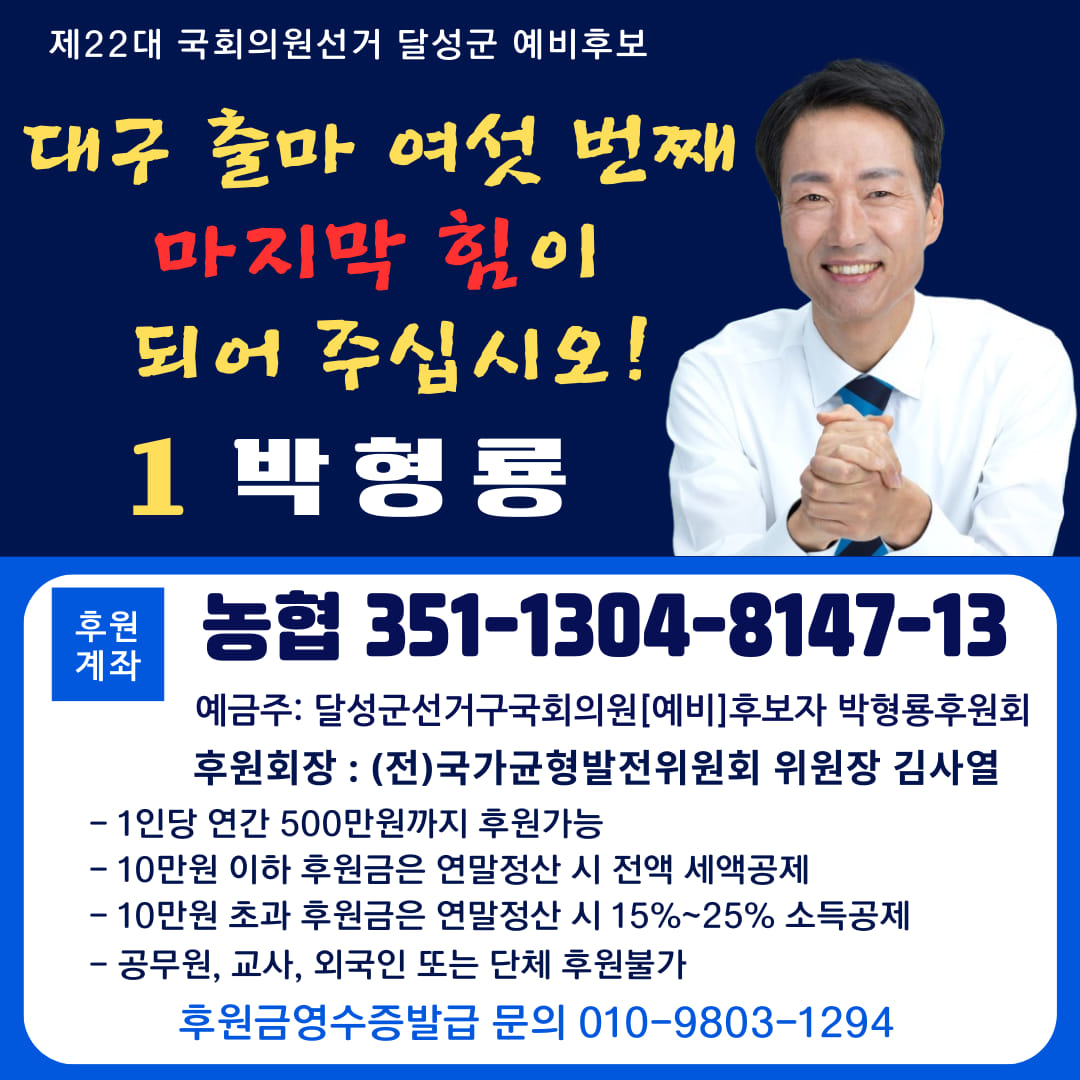 제22대 국회의원선거 달성군 예비후보
대구 출마 여섯 번째
마지막 힘이
되어 주십시오!
1 박형룡
후원
계좌
농협 351-1304-8147-13
예금주: 달성군선거구국회의원[예비]후보자 박형룡후원회
후원회장 : (전)국가균형발전위원회 위원장 김사열
- 1인당 연간 500만원까지 후원가능
- 10만원 이하 후원금은 연말정산 시 전액 세액공제
- 10만원 초과 후원금은 연말정산 시 15%~25% 소득공제
- 공무원, 교사, 외국인 또는 단체 후원불가
후원금영수증발급 문의 010-9803-1294